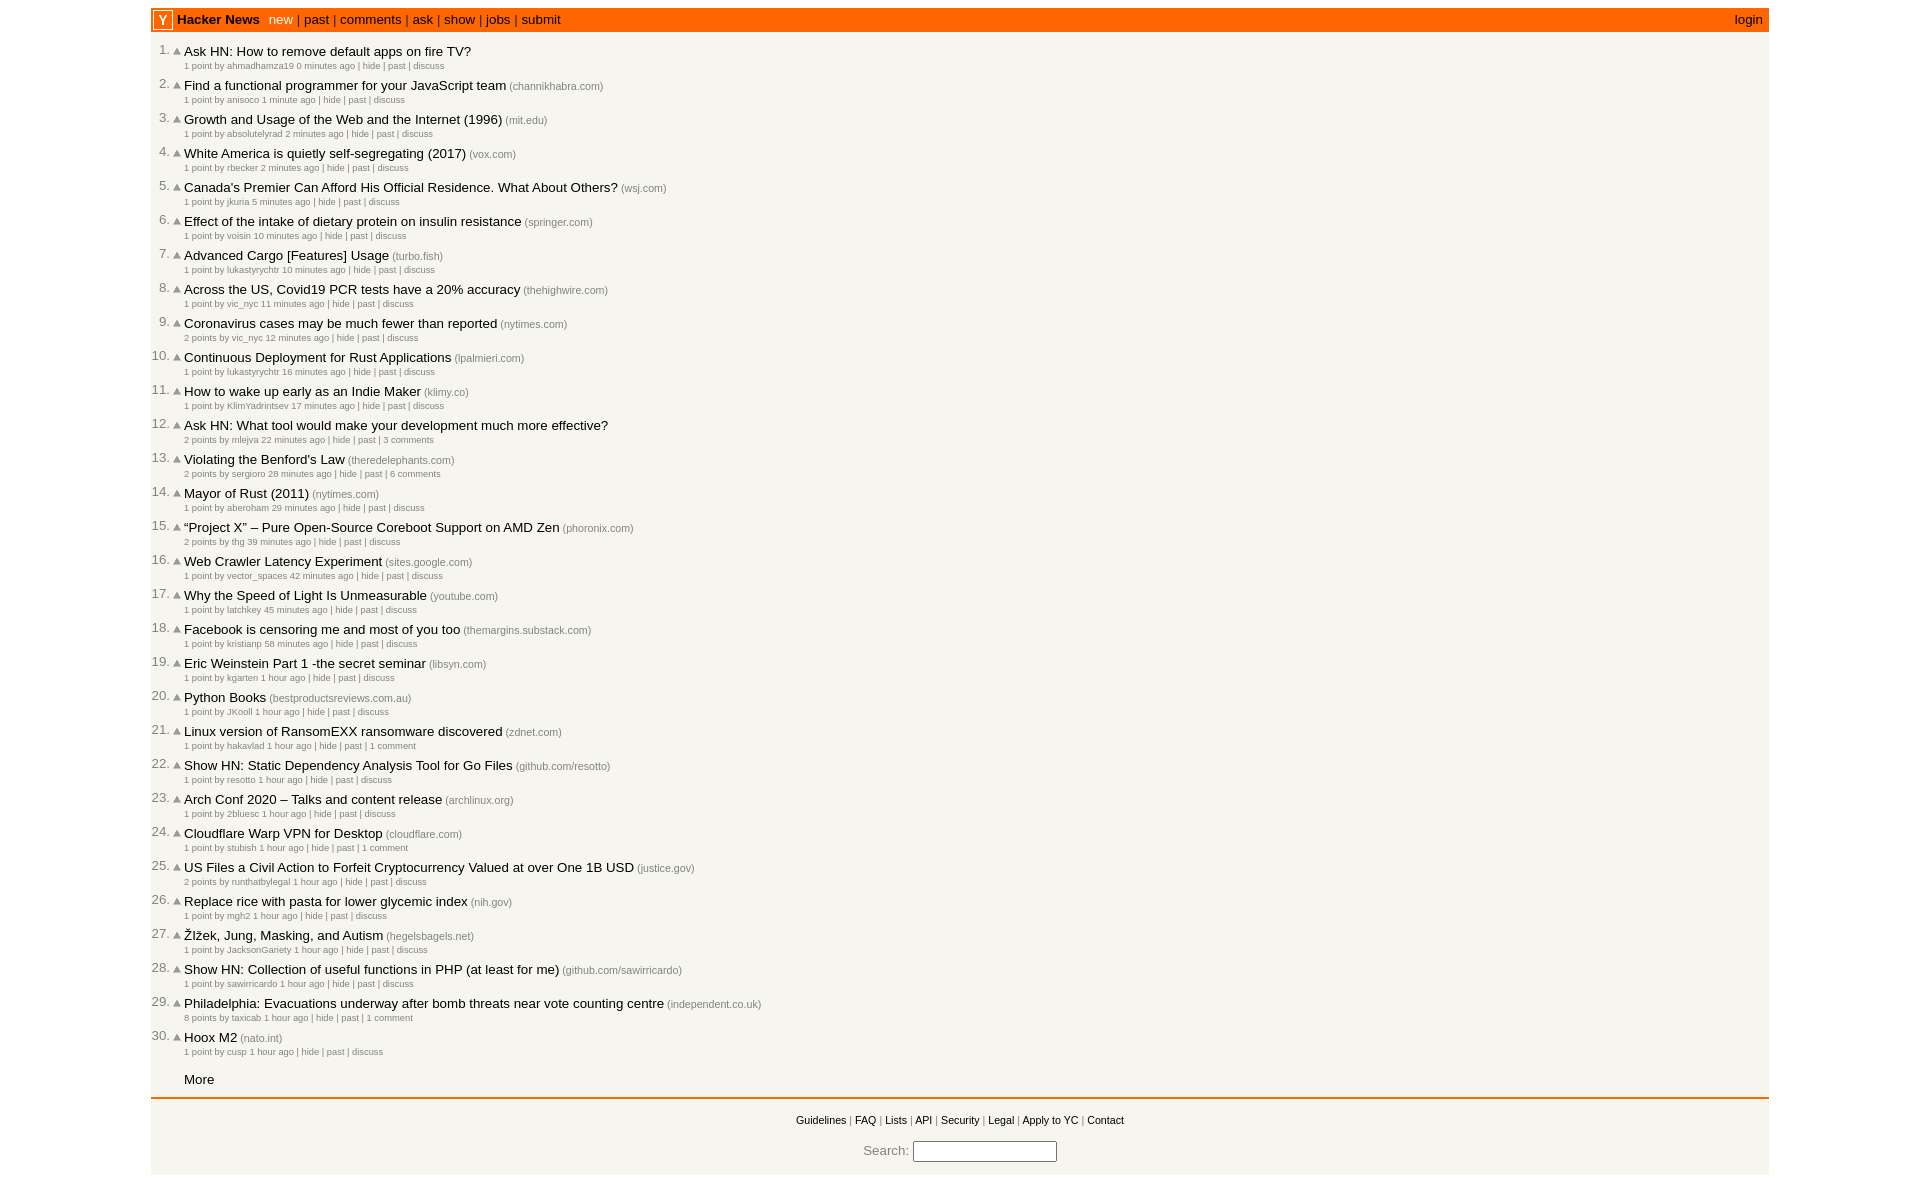 Y Hacker News new | past | comments | ask | show | jobs | submit login
1. Ask HN: How to remove default apps on fire TV?
1 point by ahmadhamza19 0 minutes ago | hide | past | discuss
2. Find a functional programmer for your JavaScript team (channikhabra.com)
1 point by anisoco 1 minute ago | hide | past | discuss
3. Growth and Usage of the Web and the Internet (1996) (mit.edu)
1 point by absolutelyrad 2 minutes ago | hide | past | discuss
4. White America is quietly self-segregating (2017) (vox.com)
1 point by rbecker 2 minutes ago | hide | past | discuss
5. Canada's Premier Can Afford His Official Residence. What About Others? (wsj.com)
1 point by jkuria 5 minutes ago | hide | past | discuss
6. Effect of the intake of dietary protein on insulin resistance (springer.com)
1 point by voisin 10 minutes ago | hide | past | discuss
7. Advanced Cargo [Features] Usage (turbo.fish)
1 point by lukastyrychtr 10 minutes ago | hide | past | discuss
8. Across the US, Covid19 PCR tests have a 20% accuracy (thehighwire.com)
1 point by vic_nyc 11 minutes ago | hide | past | discuss
9. Coronavirus cases may be much fewer than reported (nytimes.com)
2 points by vic_nyc 12 minutes ago | hide | past | discuss
10. Continuous Deployment for Rust Applications (lpalmieri.com)
1 point by lukastyrychtr 16 minutes ago | hide | past | discuss
11. How to wake up early as an Indie Maker (klimy.co)
1 point by KlimYadrintsev 17 minutes ago | hide | past | discuss
12. Ask HN: What tool would make your development much more effective?
2 points by mlejva 22 minutes ago | hide | past | 3 comments
13. Violating the Benford's Law (theredelephants.com)
2 points by sergioro 28 minutes ago | hide | past | 6 comments
14. Mayor of Rust (2011) (nytimes.com)
1 point by aberoham 29 minutes ago | hide | past | discuss
15. “Project X” – Pure Open-Source Coreboot Support on AMD Zen (phoronix.com)
2 points by thg 39 minutes ago | hide | past | discuss
16. Web Crawler Latency Experiment (sites.google.com)
1 point by vector_spaces 42 minutes ago | hide | past | discuss
17. Why the Speed of Light Is Unmeasurable (youtube.com)
1 point by latchkey 45 minutes ago | hide | past | discuss
18. Facebook is censoring me and most of you too (themargins.substack.com)
1 point by kristianp 58 minutes ago | hide | past | discuss
19. Eric Weinstein Part 1 -the secret seminar (libsyn.com)
1 point by kgarten 1 hour ago | hide | past | discuss
20. Python Books (bestproductsreviews.com.au)
1 point by JKooll 1 hour ago | hide | past | discuss
21. Linux version of RansomEXX ransomware discovered (zdnet.com)
1 point by hakavlad 1 hour ago | hide | past | 1 comment
22. Show HN: Static Dependency Analysis Tool for Go Files (github.com/resotto)
1 point by resotto 1 hour ago | hide | past | discuss
23. Arch Conf 2020 – Talks and content release (archlinux.org)
1 point by 2bluesc 1 hour ago | hide | past | discuss
24. Cloudflare Warp VPN for Desktop (cloudflare.com)
1 point by stubish 1 hour ago | hide | past | 1 comment
25. US Files a Civil Action to Forfeit Cryptocurrency Valued at over One 1B USD (justice.gov)
2 points by runthatbylegal 1 hour ago | hide | past | discuss
26. Replace rice with pasta for lower glycemic index (nih.gov)
1 point by mgh2 1 hour ago | hide | past | discuss
27. ŽIžek, Jung, Masking, and Autism (hegelsbagels.net)
1 point by JacksonGariety 1 hour ago | hide | past | discuss
28. Show HN: Collection of useful functions in PHP (at least for me) (github.com/sawirricardo)
1 point by sawirricardo 1 hour ago | hide | past | discuss
29. Philadelphia: Evacuations underway after bomb threats near vote counting centre (independent.co.uk)
8 points by taxicab 1 hour ago | hide | past | 1 comment
30. Hoox M2 (nato.int)
1 point by cusp 1 hour ago | hide | past | discuss
More
Guidelines | FAQ | Lists | API | Security | Legal | Apply to YC | Contact
Search: